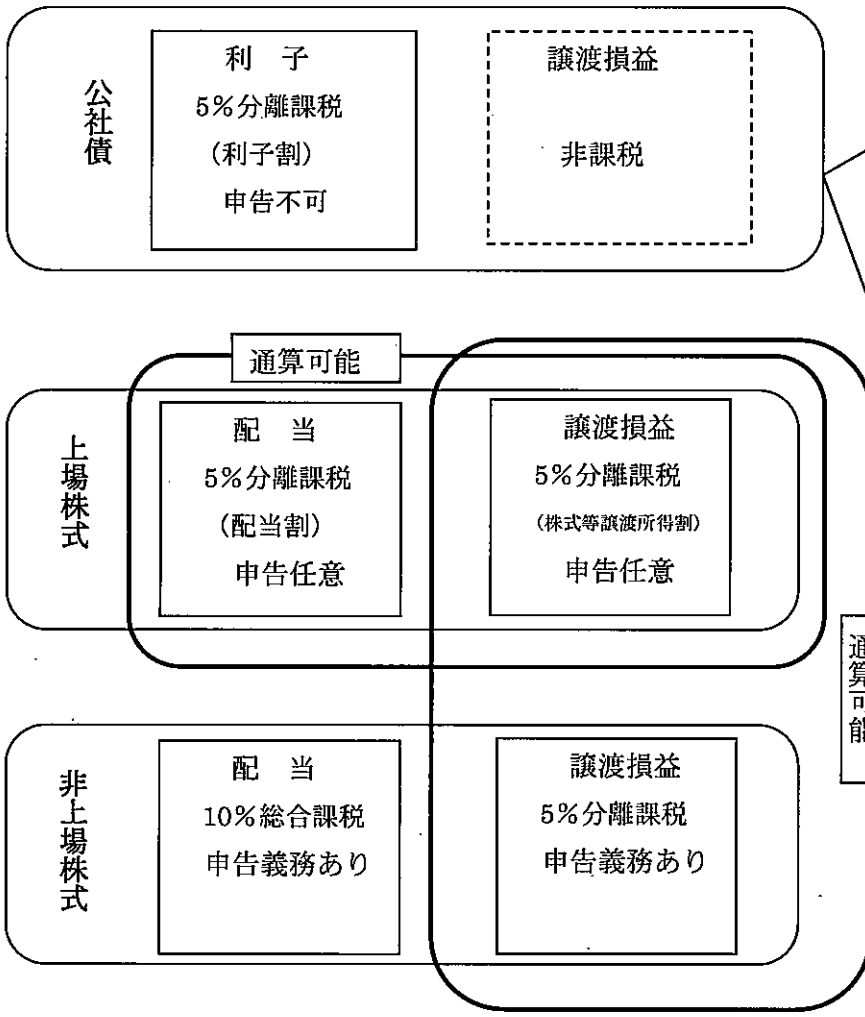 公社債
利　子
5%分離課税
(利子割)
申告不可
譲渡損益
非課税
通算可能
上場株式
配　当
5%分離課税
(配当割)
申告任意
譲渡損益
5%分離課税
(株式等譲渡所得割)
申告任意
通算可能
非上場株式
配　当
10%総合課税
申告義務あり
譲渡損益
5%分離課税
申告義務あり